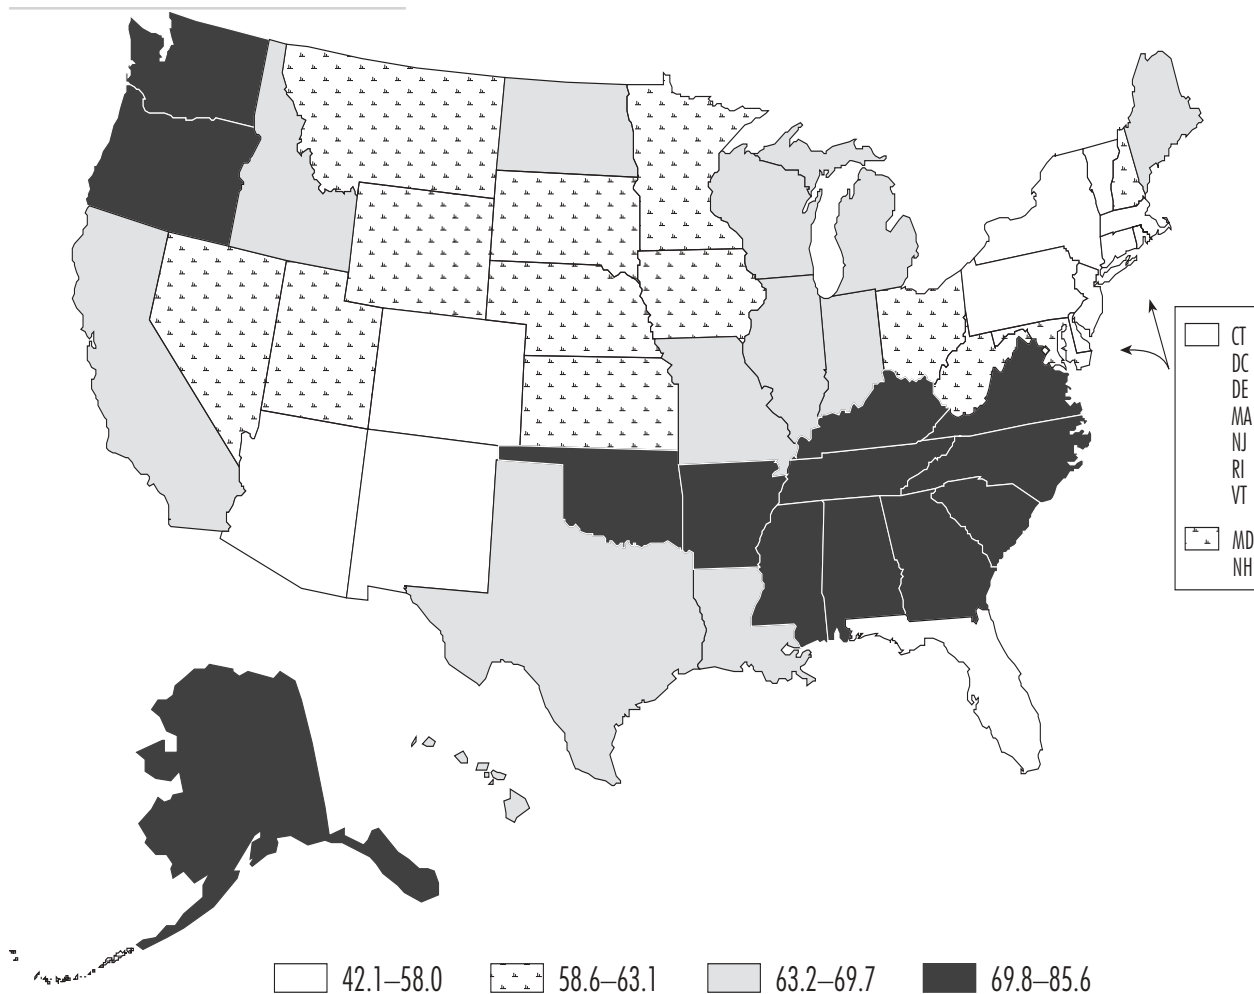 CT
DC
DE
MA
NJ
RI
VT
MD
NH
42.1–58.0
58.6–63.1
63.2–69.7
69.8–85.6